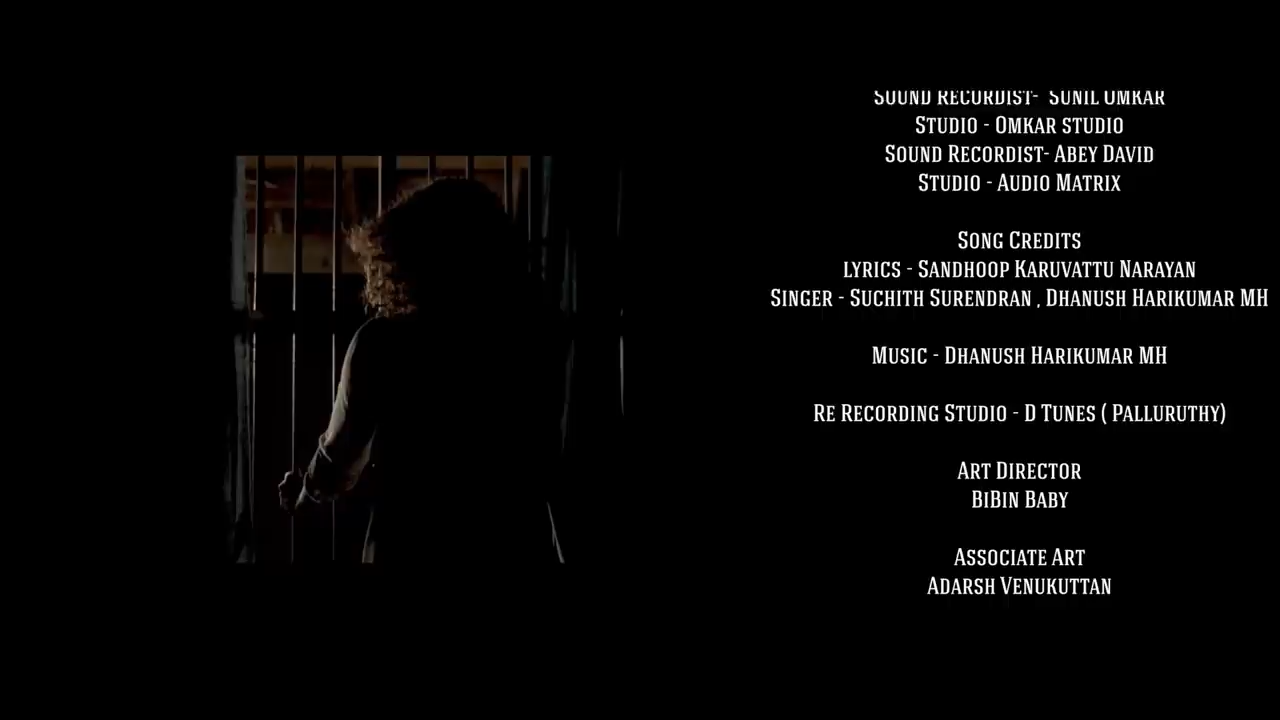 Sound Recordist- Sunil Omkar
Studio - Omkar studio
Sound Recordist- Abey David
Studio - Audio Matrix
Song Credits
lyrics - Sandhoop Karuvattu Narayan
Singer - Suchith Surendran , Dhanush Harikumar MH
Music - Dhanush Harikumar MH
Re Recording Studio - D Tunes ( Palluruthy)
Art Director
BiBin Baby
Associate Art
Adarsh Venukuttan